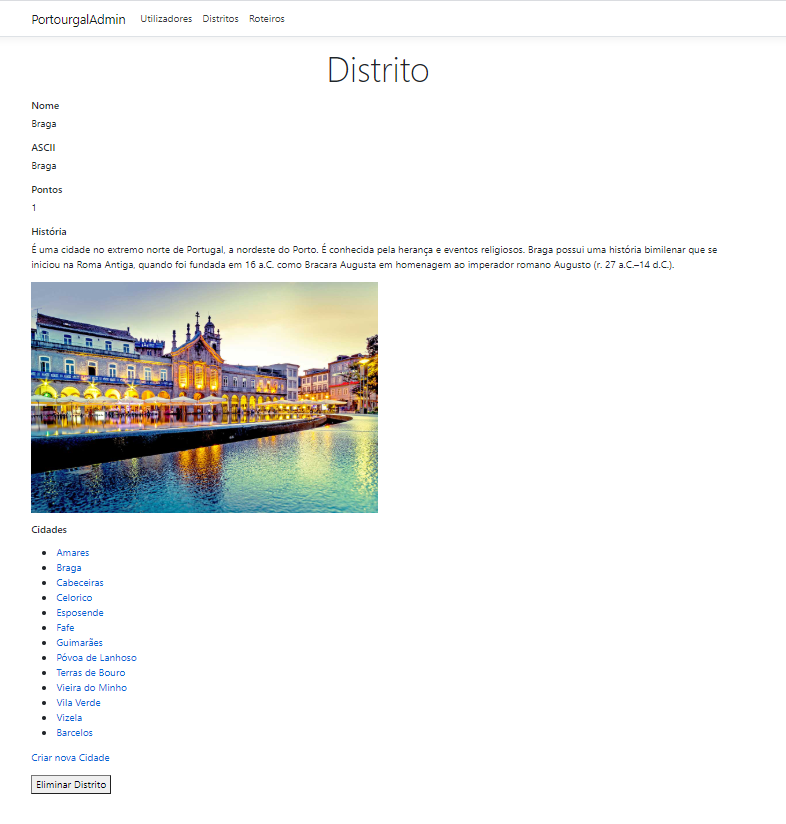 PortourgalAdmin Utilizadores Distritos Roteiros
Distrito
Nome
Braga
ASCII
Braga
Pontos
1
História
É uma cidade no extremo norte de Portugal, a nordeste do Porto. É conhecida pela herança e eventos religiosos. Braga possui uma história bimilenar que se
iniciou na Roma Antiga, quando foi fundada em 16 a.C. como Bracara Augusta em homenagem ao imperador romano Augusto (r. 27 a.C.–14 d.C.).
Cidades
Amares
Braga
Cabeceiras
Celorico
Esposende
Fafe
Guimarães
Póvoa de Lanhoso
Terras de Bouro
Vieira do Minho
Vila Verde
Vizela
Barcelos
Criar nova Cidade
Eliminar Distrito